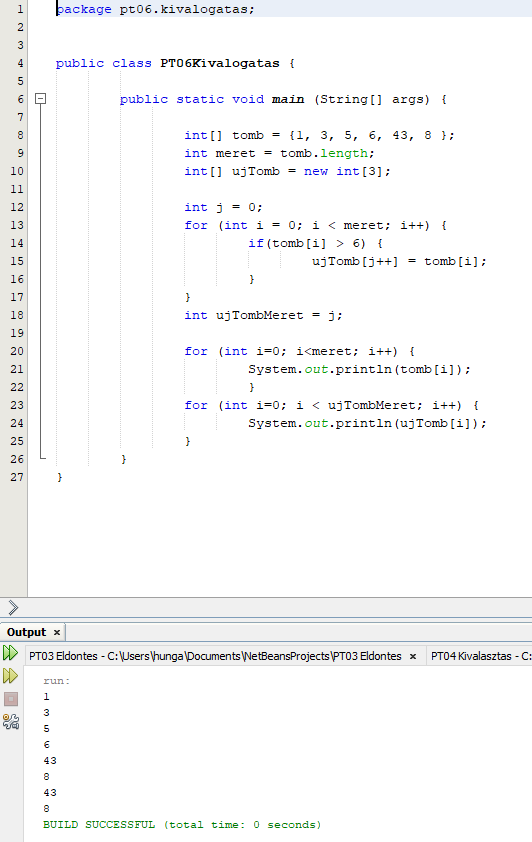 1 package pt06.kivalogatas;
2
3
4 public class PT06Kivalogatas {
5
6 public static void main (String[] args) {
7
8 int[] tomb = {1, 3, 5, 6, 43, 8 };
9 int meret = tomb.length;
10 int[] ujTomb = new int[3];
11
12 int j = 0;
13 for (int i = 0; i < meret; i++) {
14 if(tomb[i] > 6) {
15 ujTomb[j++] = tomb[i];
16 }
17 }
18 int ujTombMeret = j;
19
20 for (int i=0; i<meret; i++) {
21 System.out.println(tomb[i]);
22 }
23 for (int i=0; i < ujTombMeret; i++) {
24 System.out.println(ujTomb[i]);
25 }
26 }
27 }
Output x
PT03 Eldontes - C:\Users\hunga\Documents\NetBeansProjects\PT03 Eldontes x PT04 Kivalasztas - C:
run:
1
3
5
6
43
8
43
8
BUILD SUCCESSFUL (total time: 0 seconds)